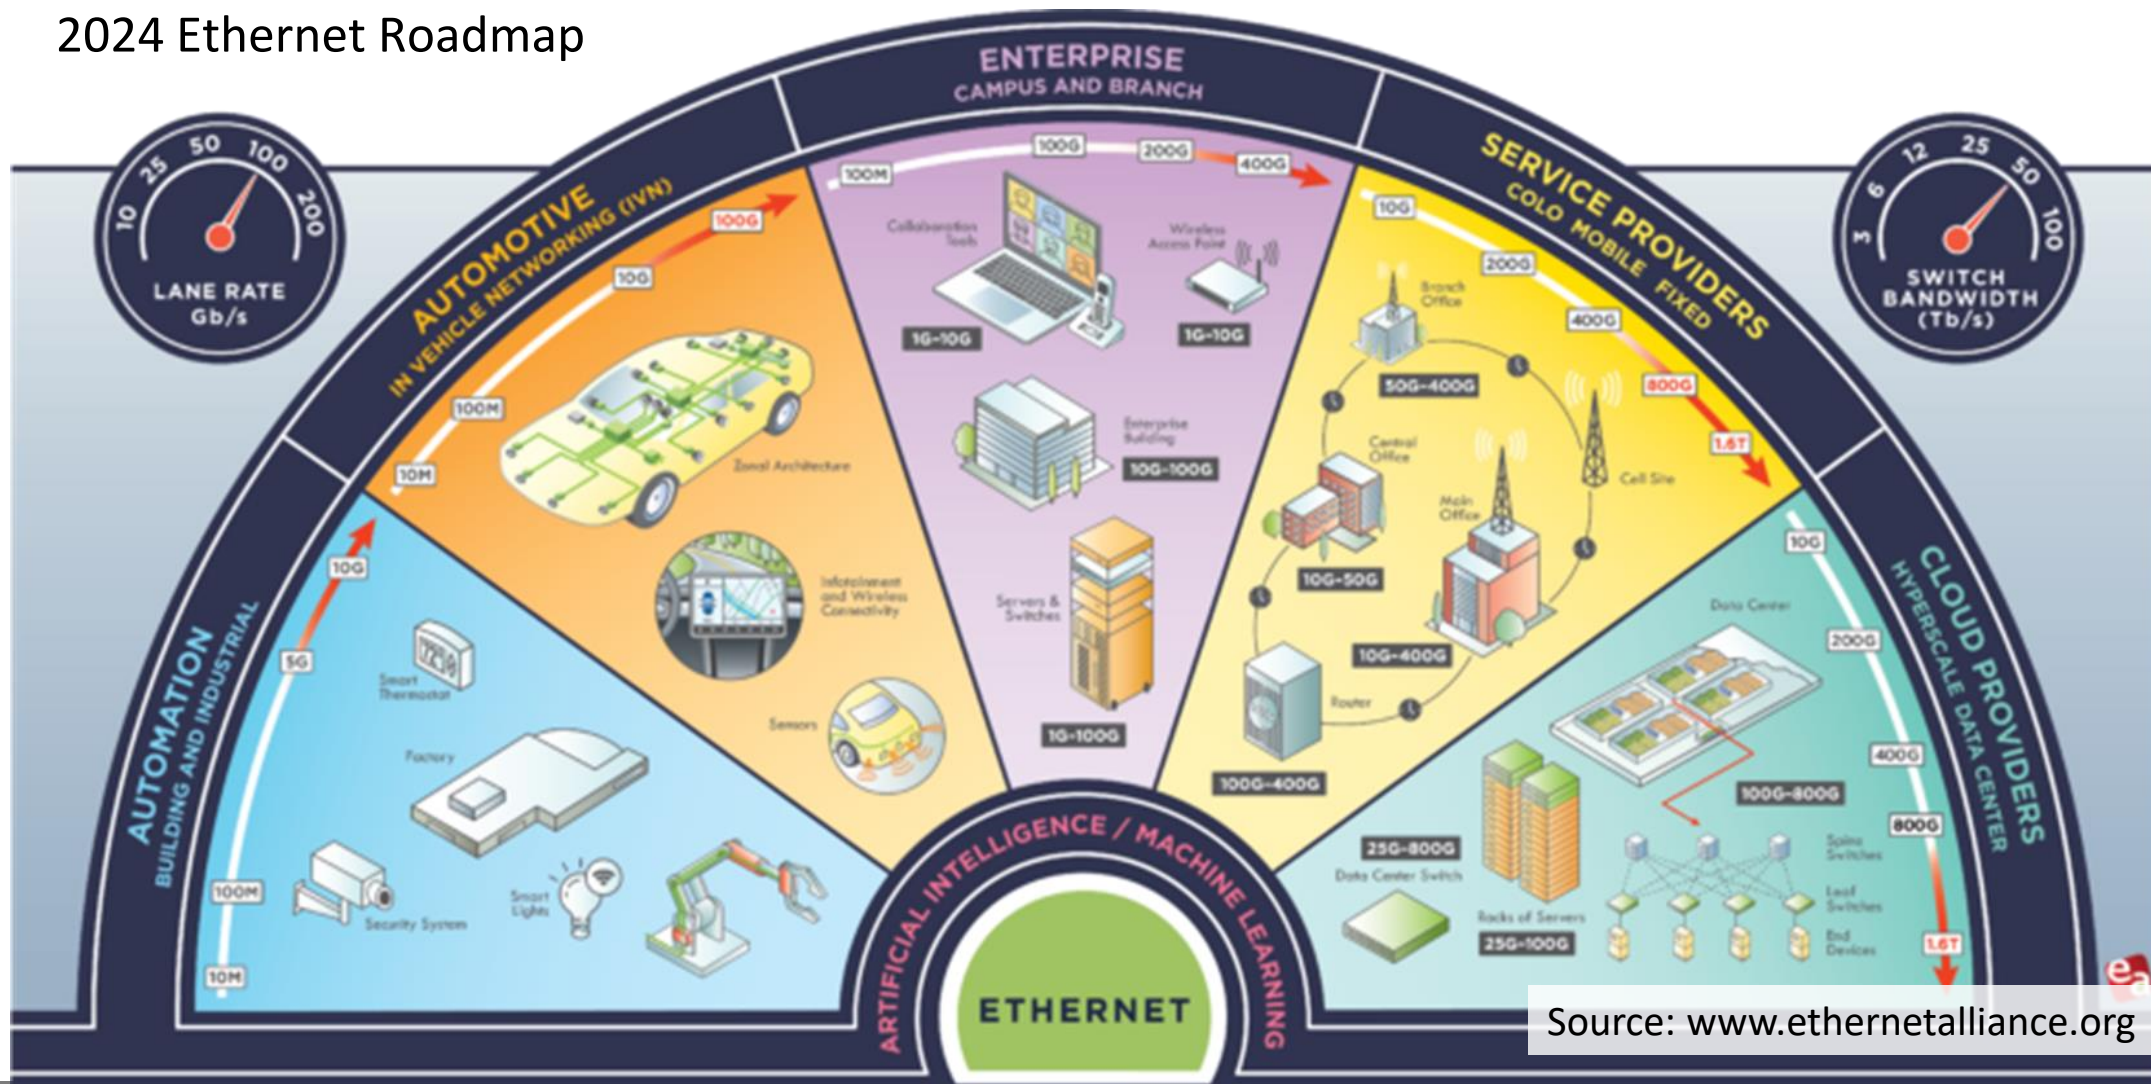 2024 Ethernet Roadmap
10
25
50
100
200
LANE RATE
Gb/s
3
6
12
25
50
100
SWITCH
BANDWIDTH
(Tb/s)
AUTOMATION
BUILDING AND INDUSTRIAL
10M
100M
5G
10G
Smart
Thermostat
Factory
Security System
Smart
Lights
AUTOMOTIVE
IN VEHICLE NETWORKING (IVN)
10M
100M
10G
100G
Zonal Architecture
Infotainment
and Wireless
Connectivity
Sensors
ENTERPRISE
CAMPUS AND BRANCH
100M
100G
200G
400G
Collaboration
Tools
1G-10G
Wireless
Access Point
1G-10G
Enterprise
Building
10G-100G
Servers &
Switches
1G-100G
SERVICE PROVIDERS
COLO MOBILE FIXED
10G
200G
400G
800G
1.6T
Branch
Office
50G-400G
Cell Site
Central
Office
10G-50G
Main
Office
10G-400G
Router
100G-400G
CLOUD PROVIDERS
HYPERSCALE DATA CENTER
10G
200G
400G
800G
1.6T
Data Center
100G-800G
25G-800G
Data Center Switch
Racks of Servers
25G-100G
Spine
Switches
Leaf
Switches
End
Devices
ARTIFICIAL INTELLIGENCE / MACHINE LEARNING
ETHERNET
ea
Source: www.ethernetalliance.org